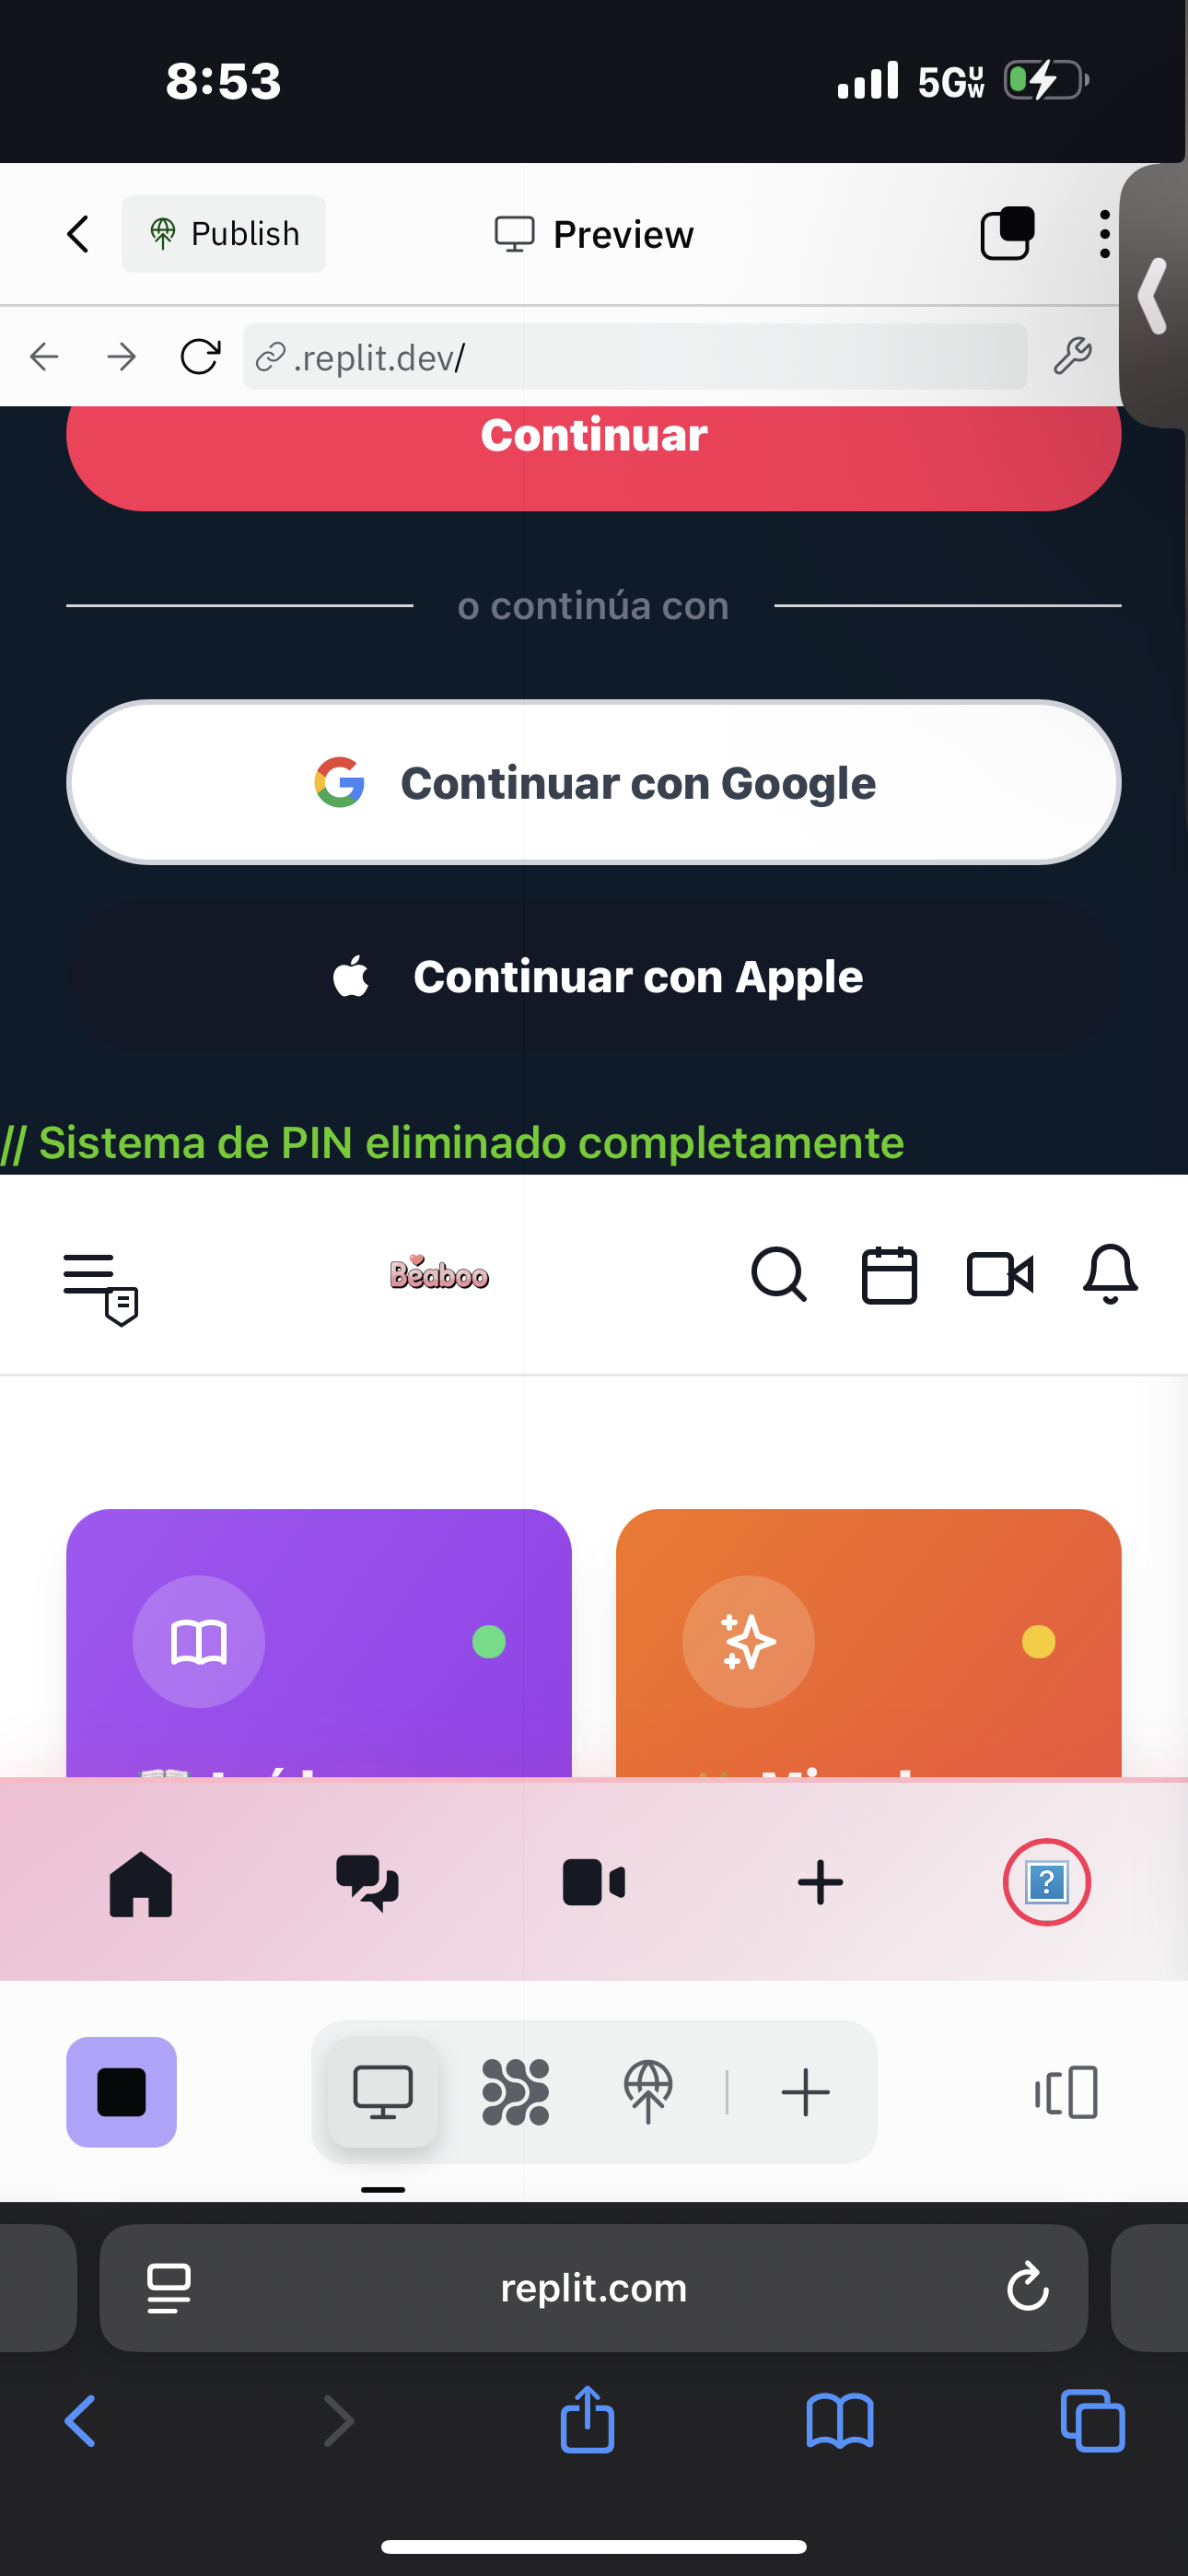 8:53
5G UW
Publish
Preview
.replit.dev/
Continuar
o continúa con
Continuar con Google
Continuar con Apple
// Sistema de PIN eliminado completamente
Beaboo
?
replit.com